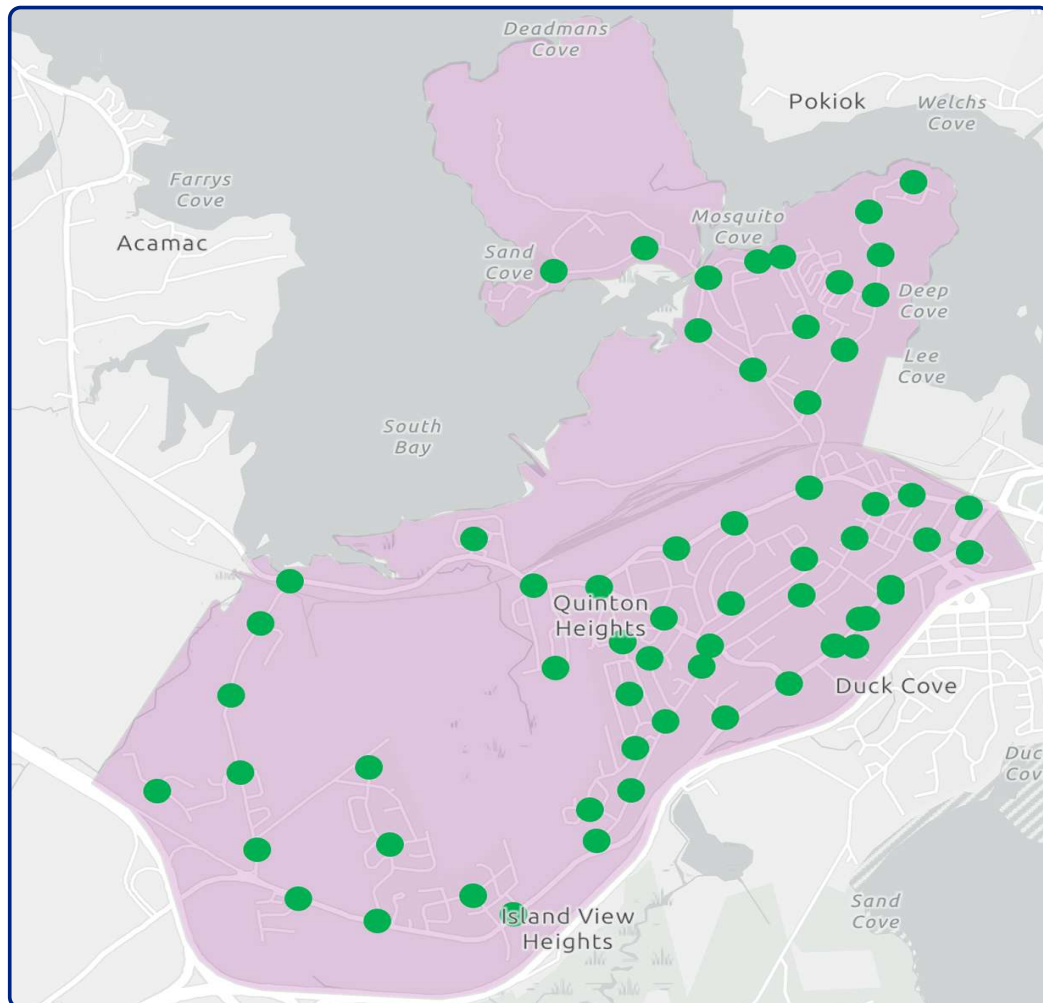 Deadmans
Cove
Pokiok
Welchs
Cove
Farrys
Cove
Acamac
Mosquito
Cove
Sand
Cove
Deep
Cove
Lee
Cove
South
Bay
Quinton
Heights
Duck Cove
Duc
Cov
Sand
Cove
Island View
Heights